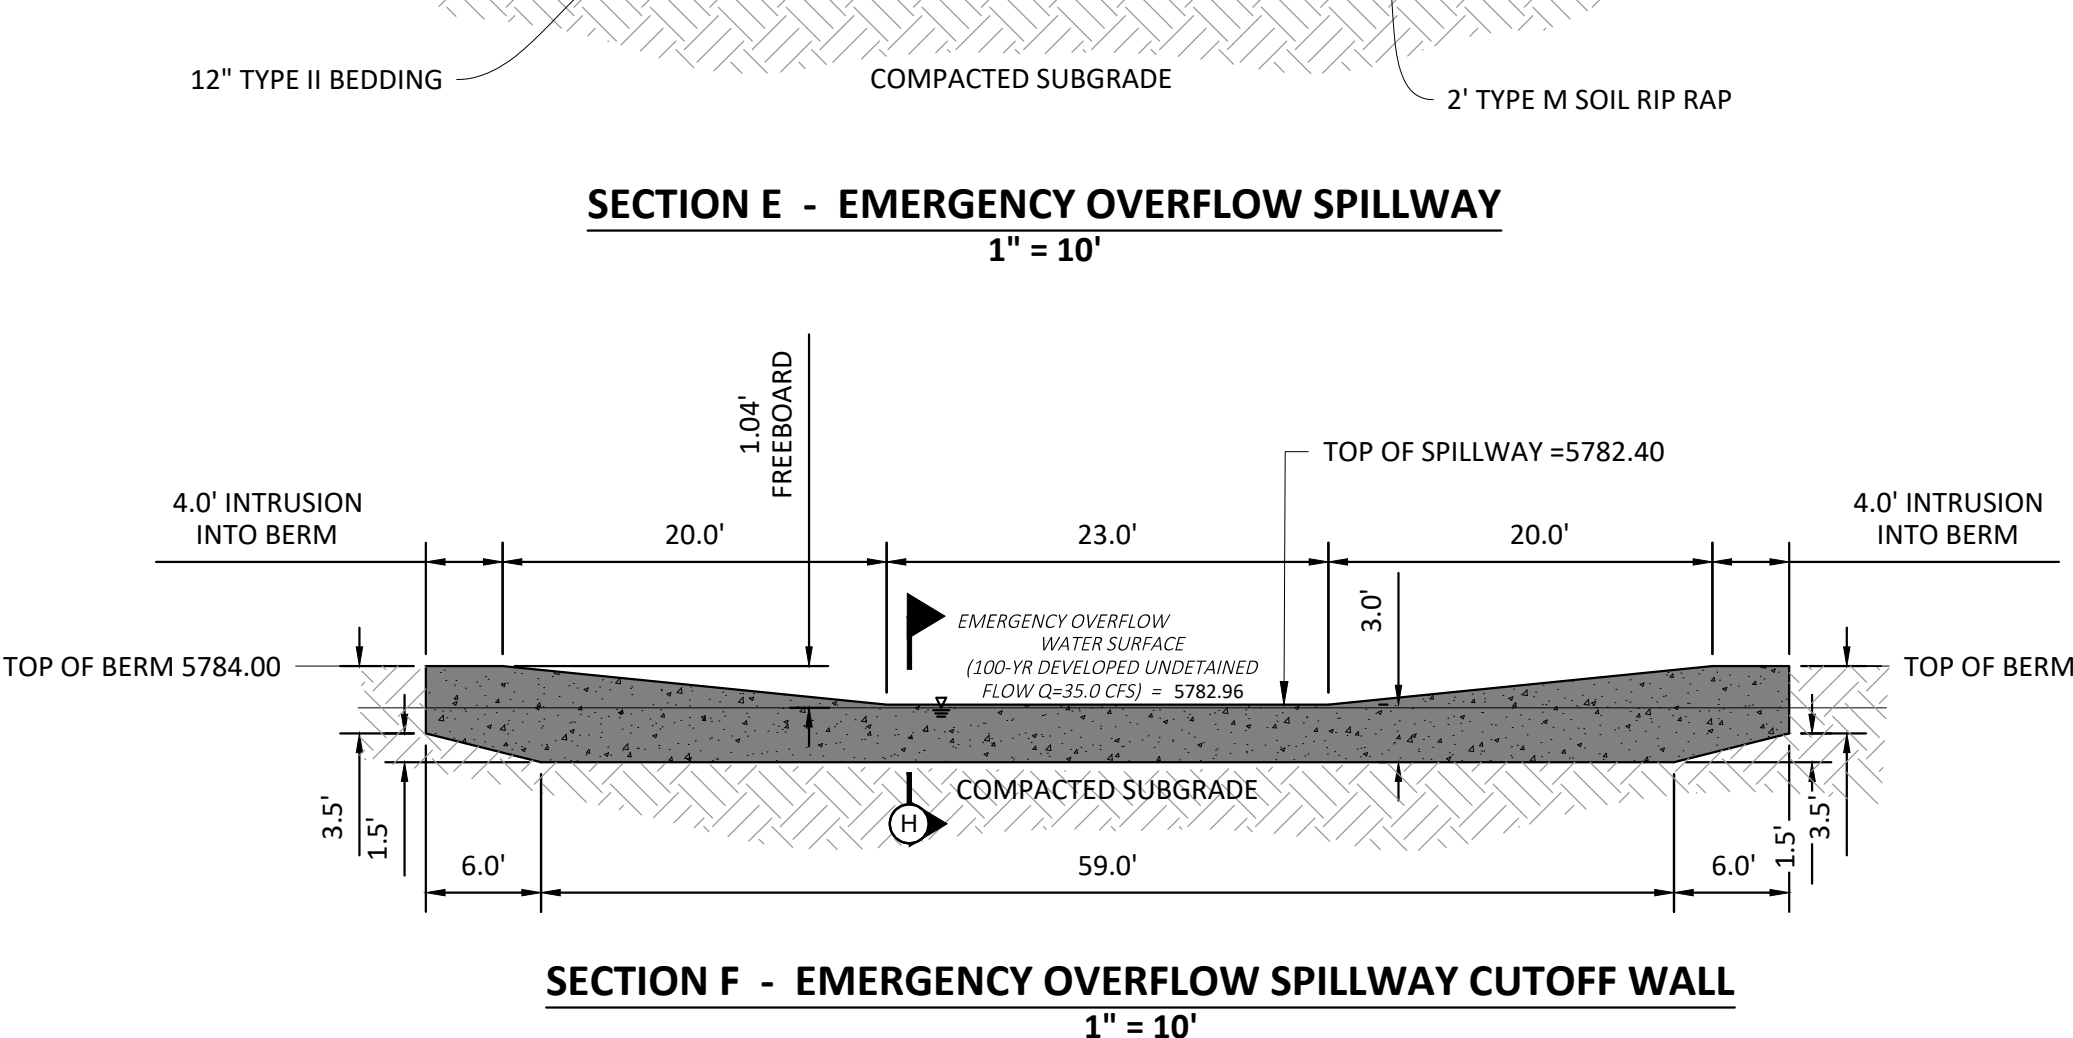 12" TYPE II BEDDING
COMPACTED SUBGRADE
2' TYPE M SOIL RIP RAP
SECTION E - EMERGENCY OVERFLOW SPILLWAY
1" = 10'
1.04'
FREEBOARD
TOP OF SPILLWAY =5782.40
4.0' INTRUSION
INTO BERM
20.0'
23.0'
20.0'
4.0' INTRUSION
INTO BERM
3.0'
EMERGENCY OVERFLOW
WATER SURFACE
(100-YR DEVELOPED UNDETAINED
FLOW Q=35.0 CFS) = 5782.96
TOP OF BERM 5784.00
TOP OF BERM
COMPACTED SUBGRADE
H
3.5'
1.5'
1.5'
3.5'
6.0'
59.0'
6.0'
SECTION F - EMERGENCY OVERFLOW SPILLWAY CUTOFF WALL
1" = 10'